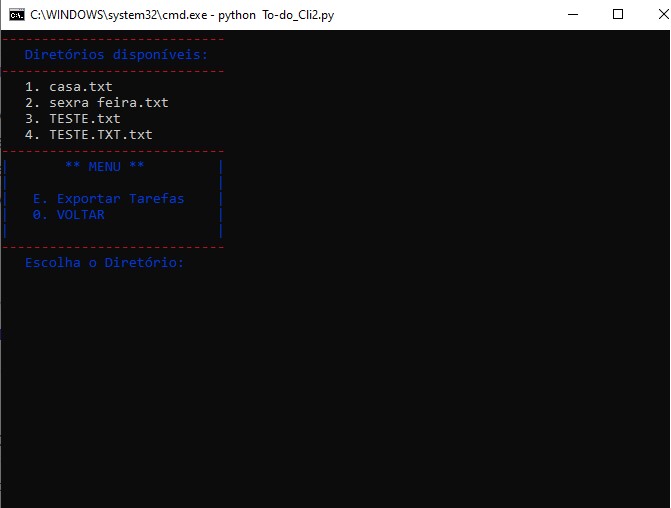 C:\WINDOWS\system32\cmd.exe - python  To-do_Cli2.py
----------------------------
Diretórios disponíveis:
----------------------------
1. casa.txt
2. sexra feira.txt
3. TESTE.txt
4. TESTE.TXT.txt
----------------------------
|       ** MENU **         |
|                          |
|   E. Exportar Tarefas    |
|   0. VOLTAR              |
|                          |
----------------------------
Escolha o Diretório: